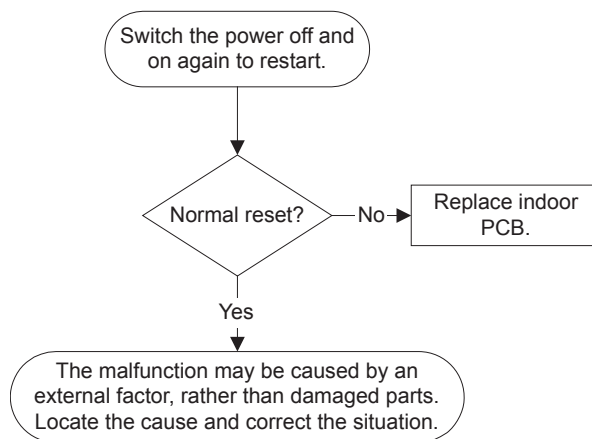 Switch the power off and
on again to restart.
Normal reset?
No
Replace indoor
PCB.
Yes
The malfunction may be caused by an
external factor, rather than damaged parts.
Locate the cause and correct the situation.